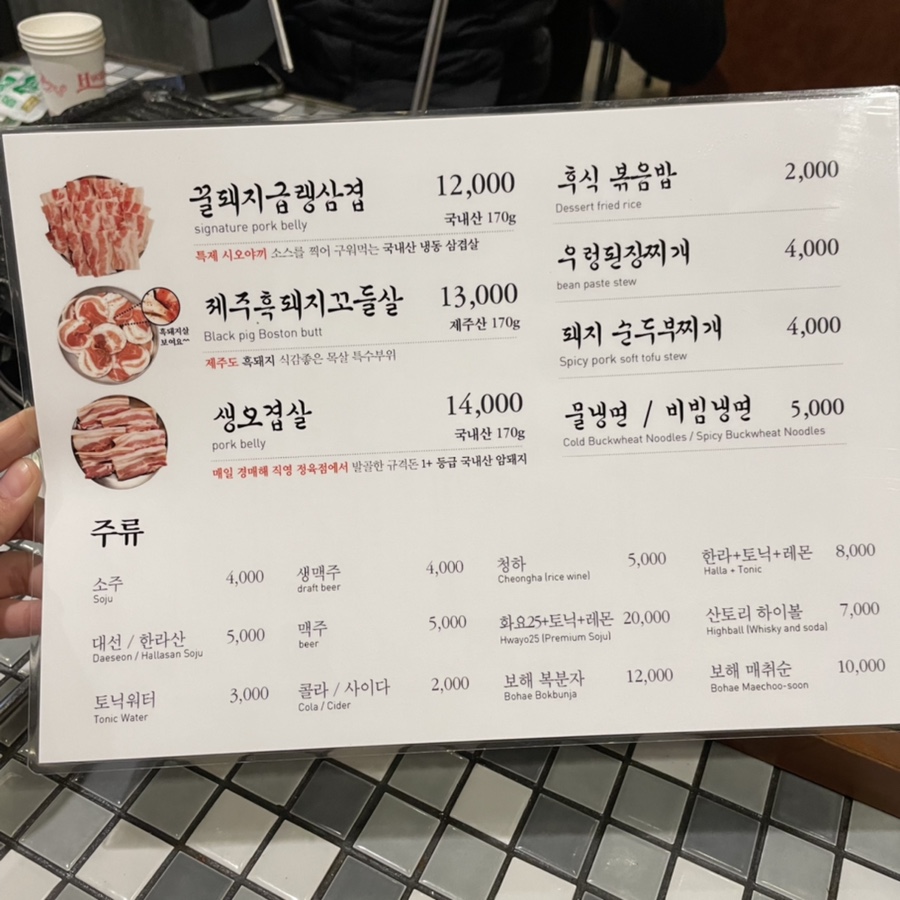 꿀돼지급랭삼겹 12,000
signature pork belly 국내산 170g
특제 시오야끼 소스를 찍어 구워먹는 국내산 냉동 삼겹살
흑돼지살
보여요~
제주흑돼지꼬들살 13,000
Black pig Boston butt 제주산 170g
제주도 흑돼지 식감좋은 목살 특수부위
생오겹살 14,000
pork belly 국내산 170g
매일 경매해 직영 정육점에서 발골한 규격돈 1+ 등급 국내산 암돼지
후식 볶음밥 2,000
Dessert fried rice
우렁된장찌개 4,000
bean paste stew
돼지 순두부찌개 4,000
Spicy pork soft tofu stew
물냉면 / 비빔냉면 5,000
Cold Buckwheat Noodles / Spicy Buckwheat Noodles
주류
소주 4,000
Soju
대선 / 한라산 5,000
Daeseon / Hallasan Soju
토닉워터 3,000
Tonic Water
생맥주 4,000
draft beer
맥주 5,000
beer
콜라 / 사이다 2,000
Cola / Cider
청하 5,000
Cheongha (rice wine)
화요25+토닉+레몬 20,000
Hwayo25 (Premium Soju)
보해 복분자 12,000
Bohae Bokbunja
한라+토닉+레몬 8,000
Halla + Tonic
산토리 하이볼 7,000
Highball (Whisky and soda)
보해 매취순 10,000
Bohae Maechoo-soon